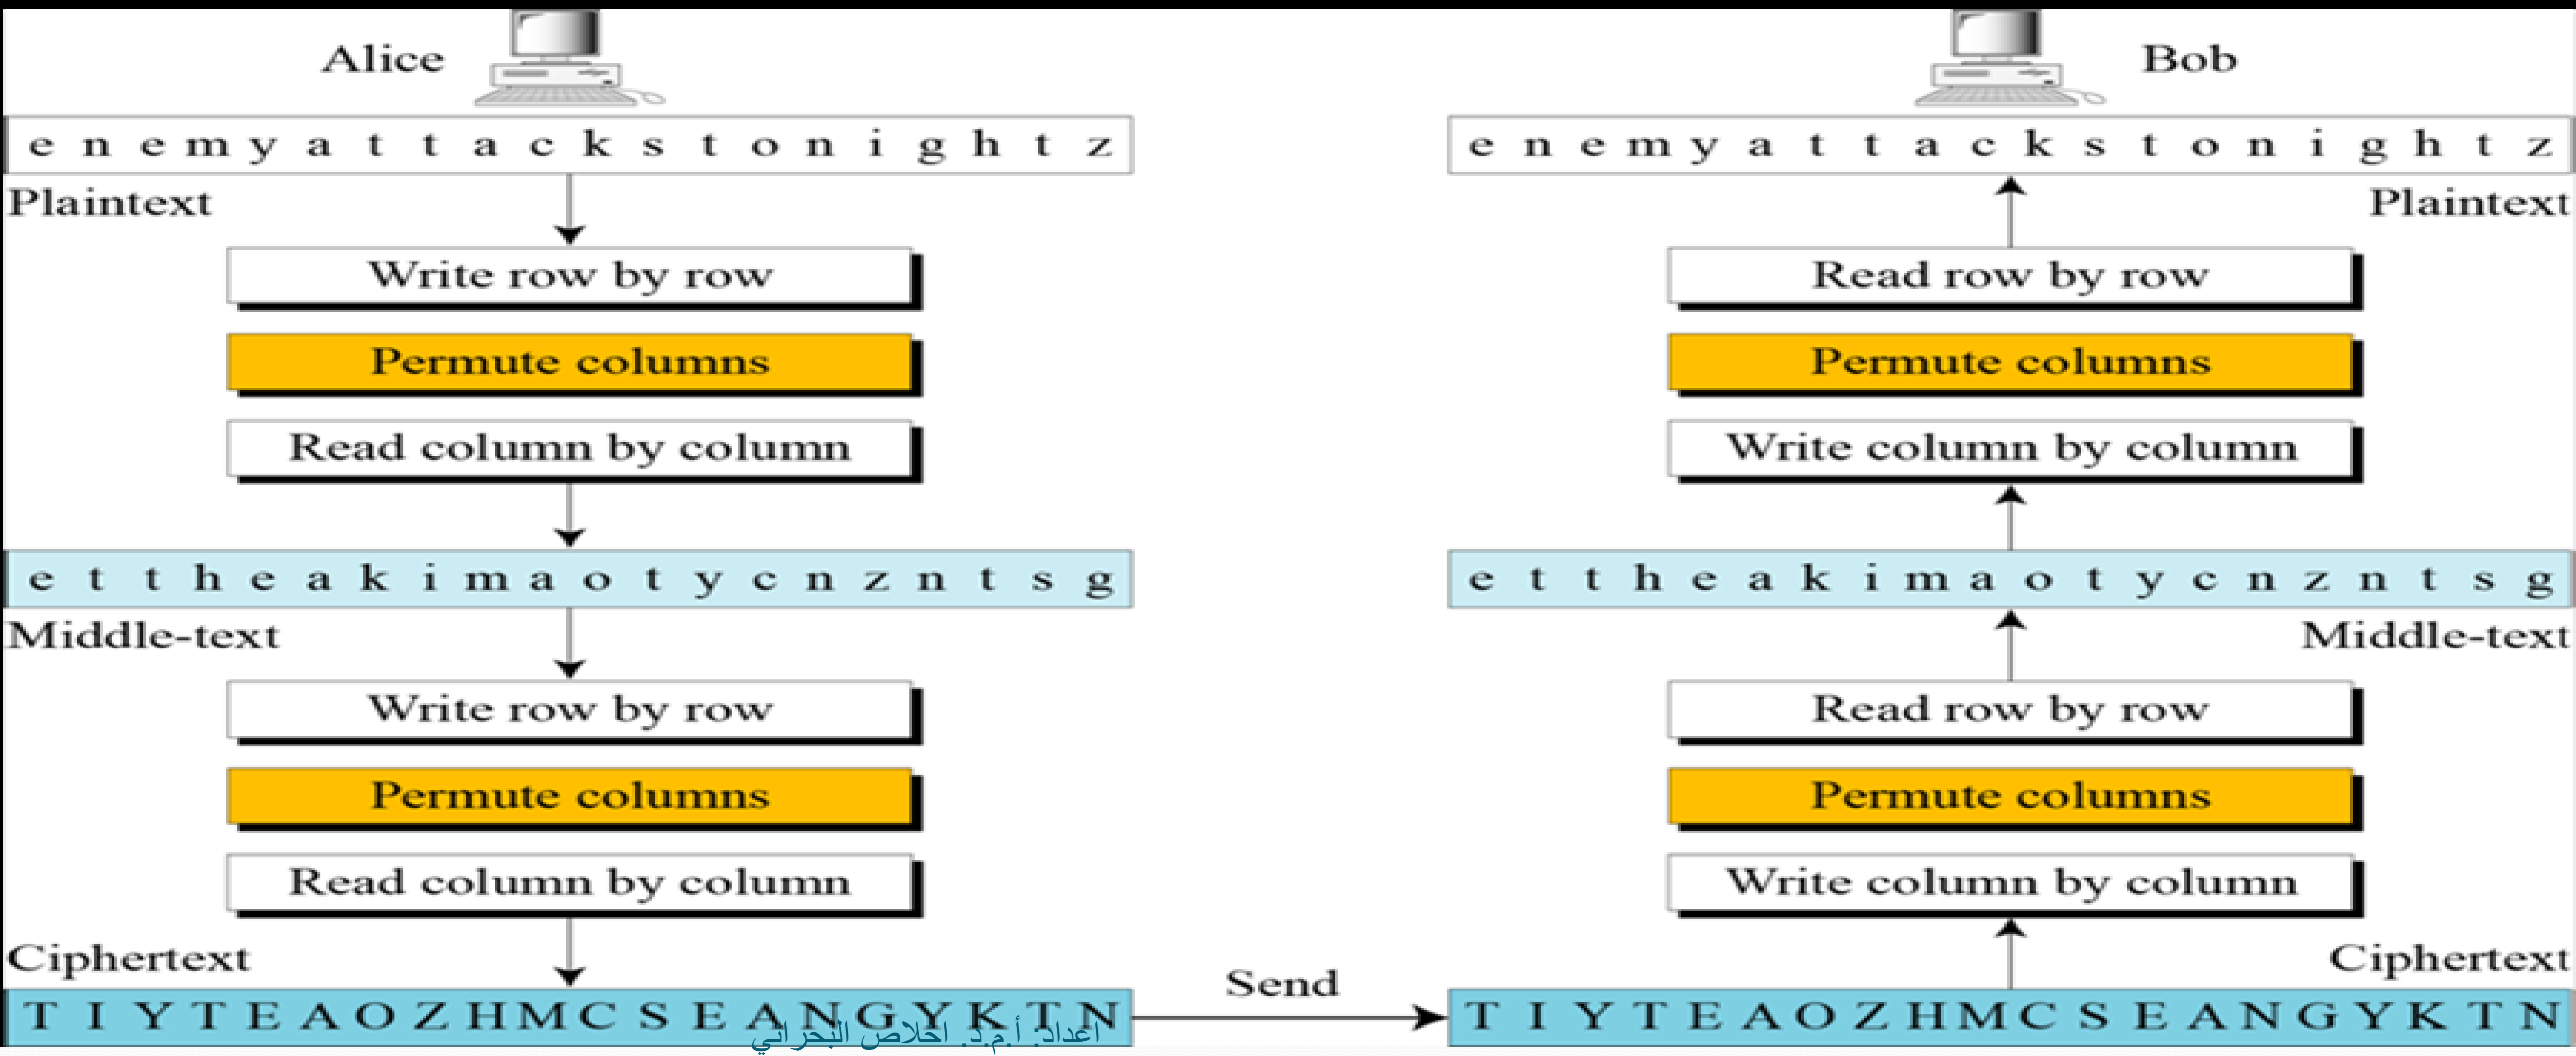 Alice
Bob
e n e m y a t t a c k s t o n i g h t z
e n e m y a t t a c k s t o n i g h t z
Plaintext
Plaintext
Write row by row
Read row by row
Permute columns
Permute columns
Read column by column
Write column by column
e t t h e a k i m a o t y c n z n t s g
e t t h e a k i m a o t y c n z n t s g
Middle-text
Middle-text
Write row by row
Read row by row
Permute columns
Permute columns
Read column by column
Write column by column
Ciphertext
Ciphertext
Send
T I Y T E A O Z H M C S E A N G Y K T N
T I Y T E A O Z H M C S E A N G Y K T N
اعداد: أ.م.د. اخلاص البحراني